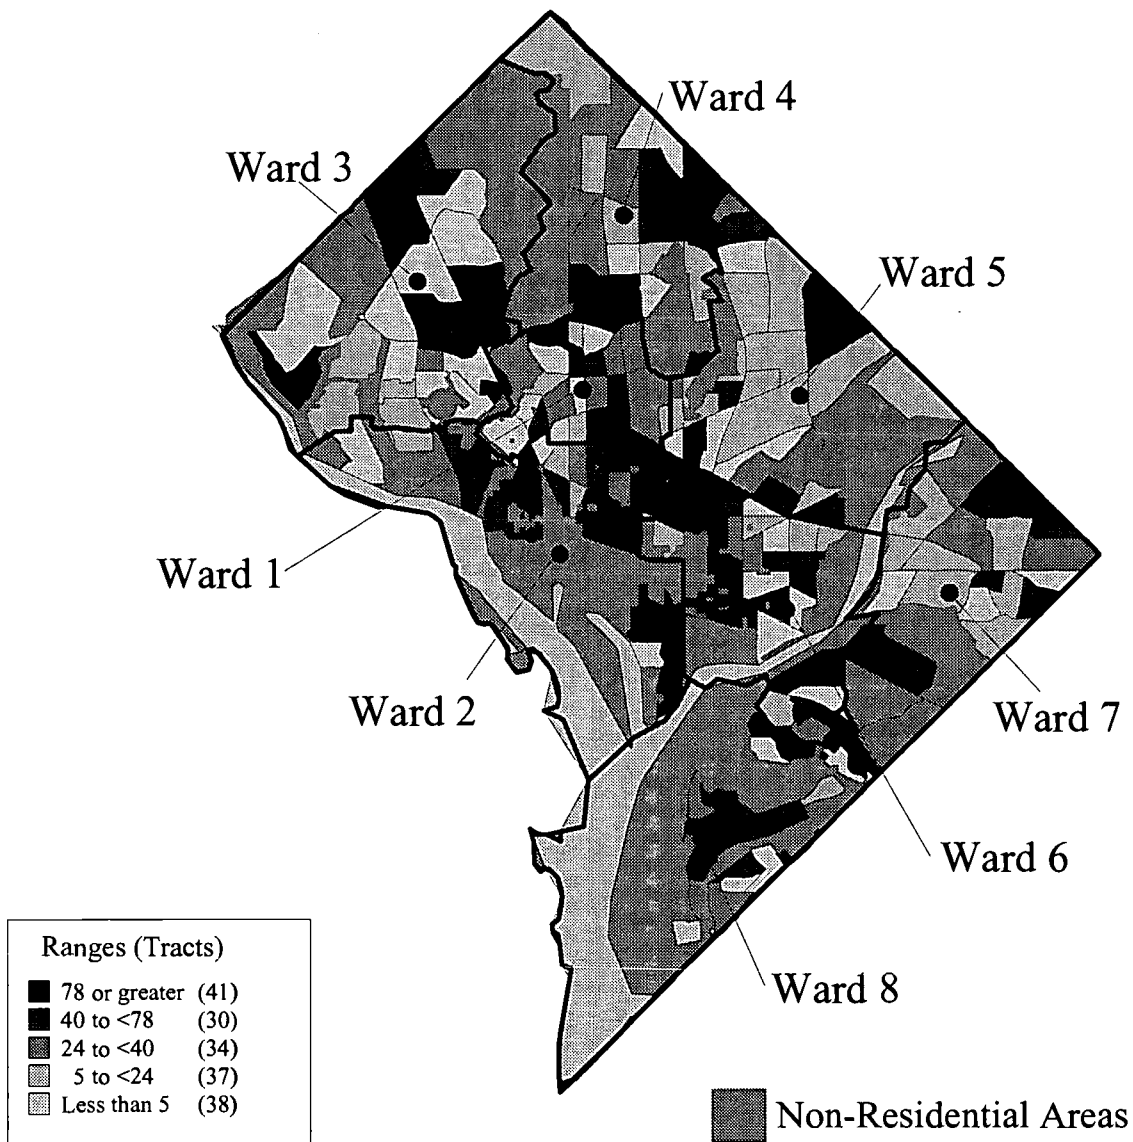 Ward 4
Ward 3
Ward 5
Ward 1
Ward 2
Ward 7
Ward 6
Ward 8
Ranges (Tracts)
78 or greater (41)
40 to <78 (30)
24 to <40 (34)
5 to <24 (37)
Less than 5 (38)
Non-Residential Areas